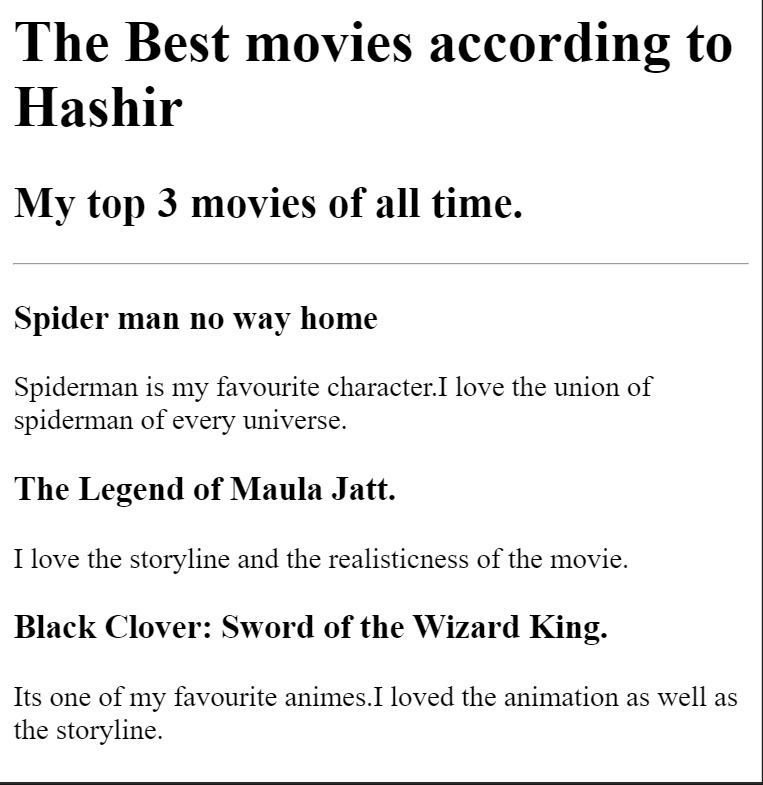 The Best movies according to
Hashir
My top 3 movies of all time.
Spider man no way home
Spiderman is my favourite character.I love the union of
spiderman of every universe.
The Legend of Maula Jatt.
I love the storyline and the realisticness of the movie.
Black Clover: Sword of the Wizard King.
Its one of my favourite animes.I loved the animation as well as
the storyline.